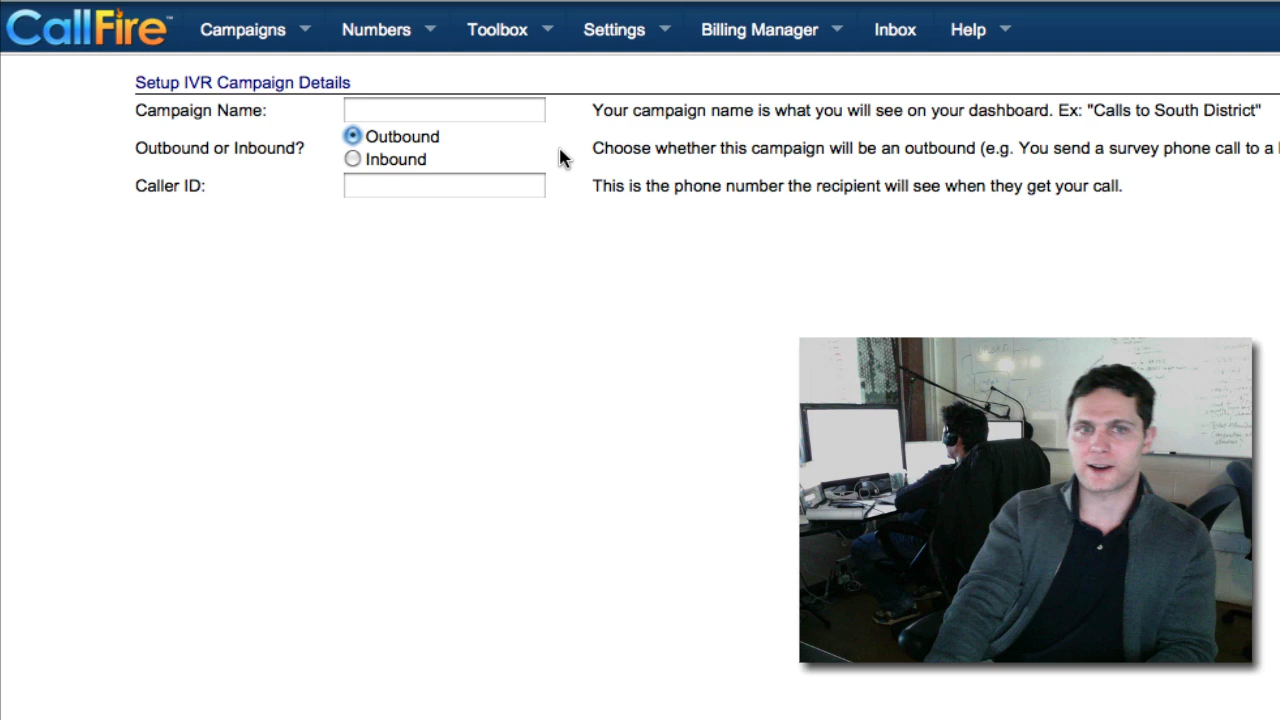 CallFire™ Campaigns Numbers Toolbox Settings Billing Manager Inbox Help
Setup IVR Campaign Details
Campaign Name: Your campaign name is what you will see on your dashboard. Ex: "Calls to South District"
Outbound
Outbound or Inbound? Choose whether this campaign will be an outbound (e.g. You send a survey phone call to a
Inbound
Caller ID: This is the phone number the recipient will see when they get your call.